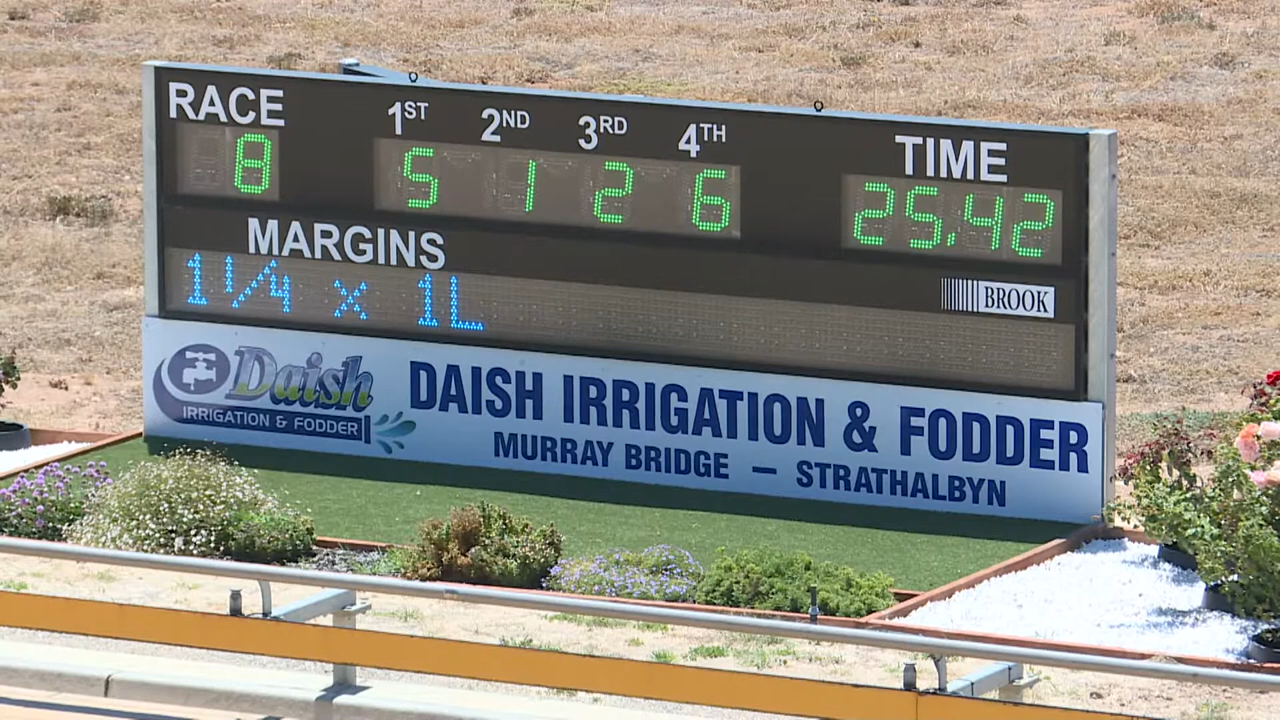 RACE 1ST 2ND 3RD 4TH TIME
8 5 1 2 6 25.42
MARGINS
1 1/4 x 1L
BROOK
Daish
IRRIGATION & FODDER
DAISH IRRIGATION & FODDER
MURRAY BRIDGE – STRATHALBYN